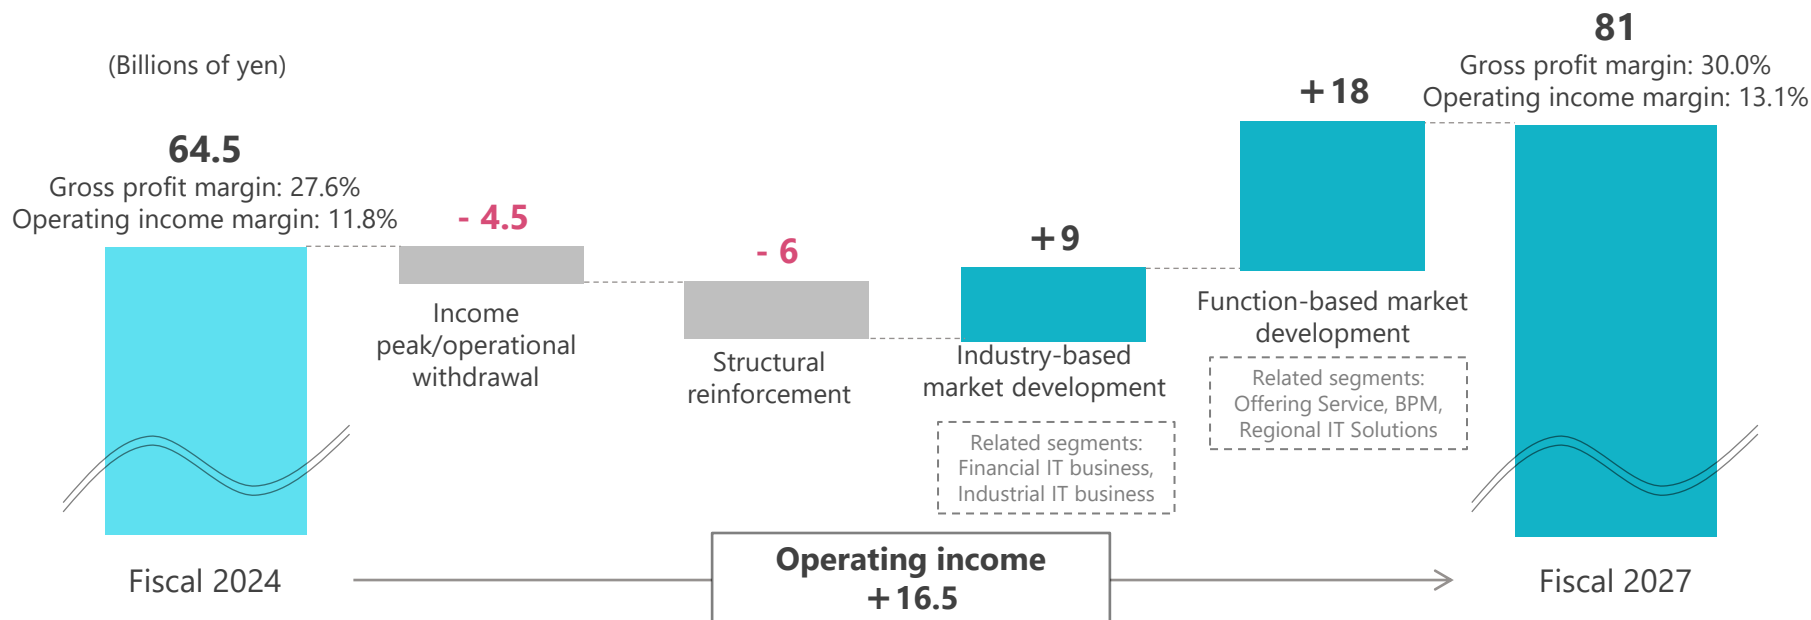 (Billions of yen)
64.5
Gross profit margin: 27.6%
Operating income margin: 11.8%
- 4.5
Income
peak/operational
withdrawal
- 6
Structural
reinforcement
+9
Industry-based
market development
Related segments:
Financial IT business,
Industrial IT business
+18
Function-based market
development
Related segments:
Offering Service, BPM,
Regional IT Solutions
81
Gross profit margin: 30.0%
Operating income margin: 13.1%
Fiscal 2024
Operating income
+16.5
Fiscal 2027